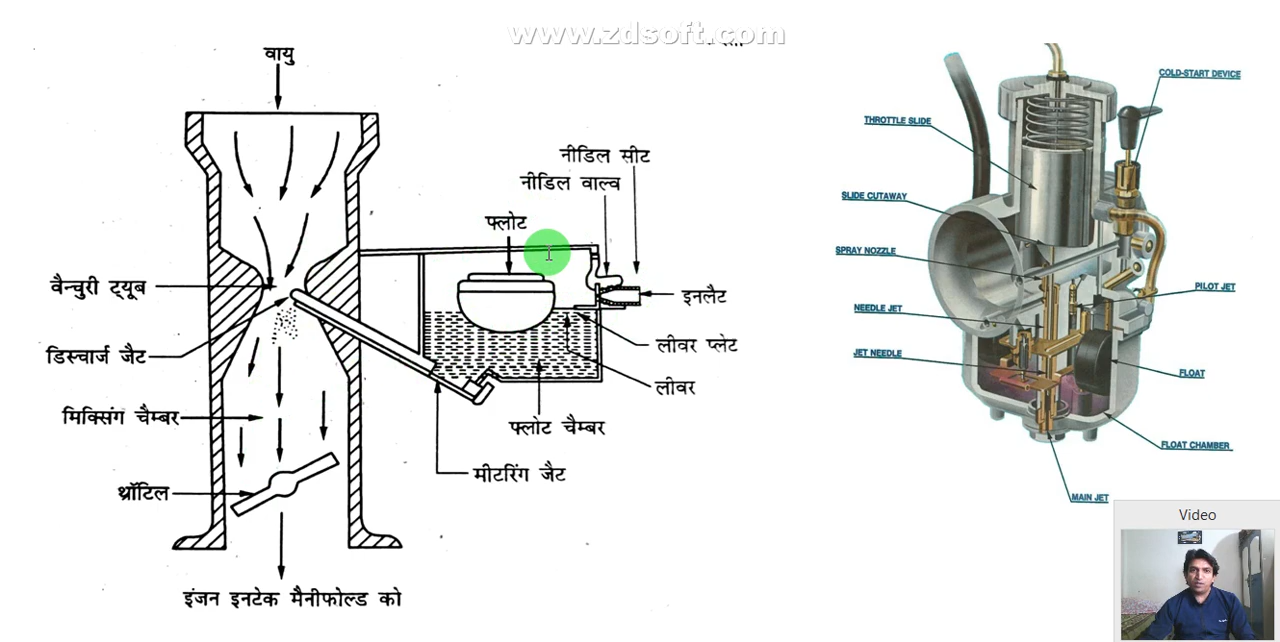 www.zdsoft.com
वायु
नीडिल सीट
नीडिल वाल्व
फ्लोट
वैन्चुरी ट्यूब
इनलैट
डिस्चार्ज जैट
लीवर प्लेट
लीवर
मिक्सिंग चैम्बर
फ्लोट चैम्बर
मीटरिंग जैट
थ्रॉटिल
इंजन इनटेक मैनीफोल्ड को
COLD-START DEVICE
THROTTLE SLIDE
SLIDE CUTAWAY
SPRAY NOZZLE
PILOT JET
NEEDLE JET
JET NEEDLE
FLOAT
FLOAT CHAMBER
MAIN JET
Video